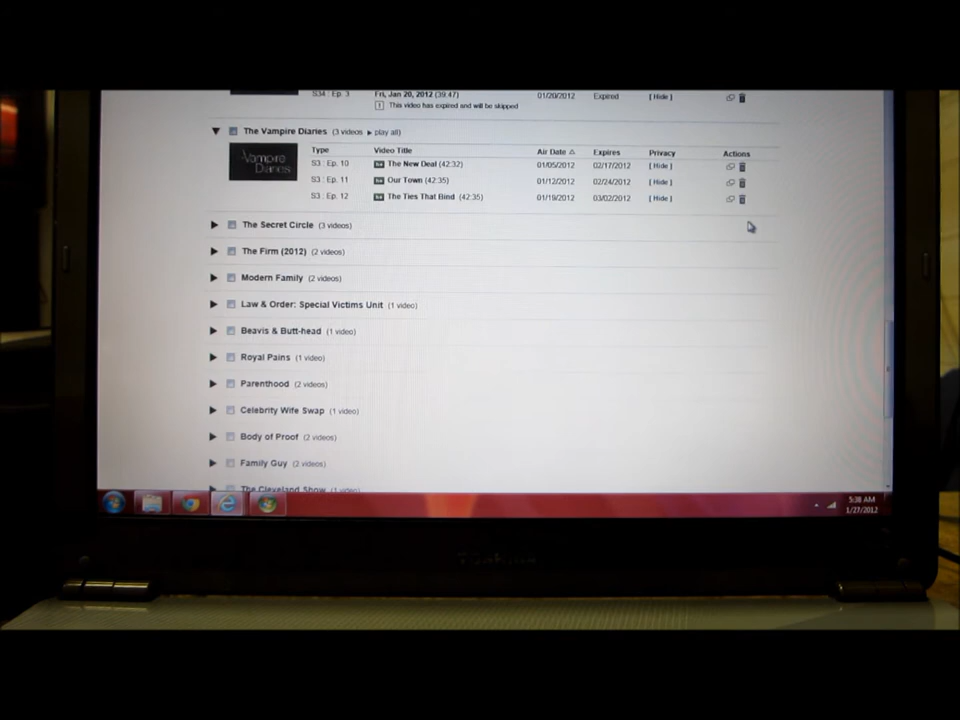 S34 : Ep. 3 Fri, Jan 20, 2012 (39:47) 01/20/2012 Expired [ Hide ]
! This video has expired and will be skipped
▼ The Vampire Diaries (3 videos ▸ play all)
Type Video Title Air Date △ Expires Privacy Actions
Vampire Diaries
S3 : Ep. 10 The New Deal (42:32) 01/05/2012 02/17/2012 [ Hide ]
S3 : Ep. 11 Our Town (42:35) 01/12/2012 02/24/2012 [ Hide ]
S3 : Ep. 12 The Ties That Bind (42:35) 01/19/2012 03/02/2012 [ Hide ]
The Secret Circle (3 videos)
The Firm (2012) (2 videos)
Modern Family (2 videos)
Law & Order: Special Victims Unit (1 video)
Beavis & Butt-head (1 video)
Royal Pains (1 video)
Parenthood (2 videos)
Celebrity Wife Swap (1 video)
Body of Proof (2 videos)
Family Guy (2 videos)
The Cleveland Show (1 video)
5:38 AM
1/27/2012